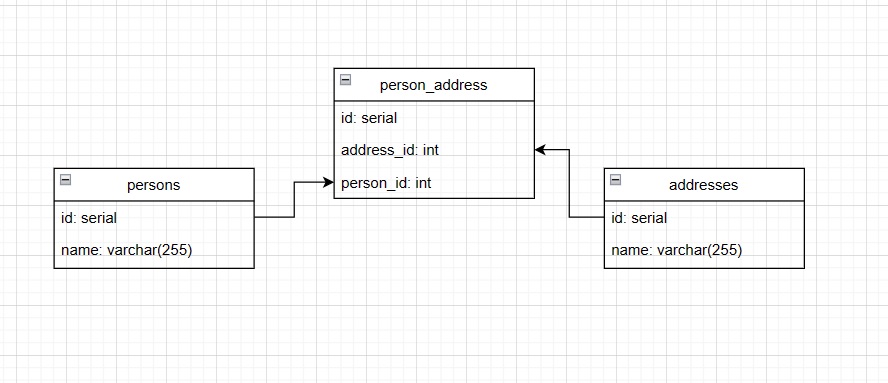 person_address
id: serial
address_id: int
person_id: int
persons
id: serial
name: varchar(255)
addresses
id: serial
name: varchar(255)